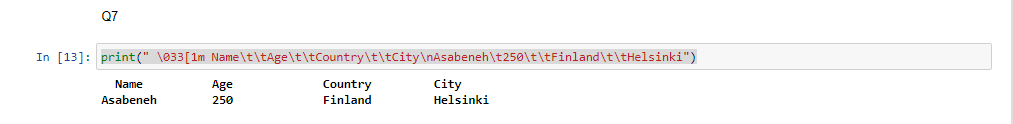 Q7
In [13]: print(" \033[1m Name\t\tAge\t\tCountry\t\tCity\nAsabeneh\t250\t\tFinland\t\tHelsinki")
Name Age Country City
Asabeneh 250 Finland Helsinki